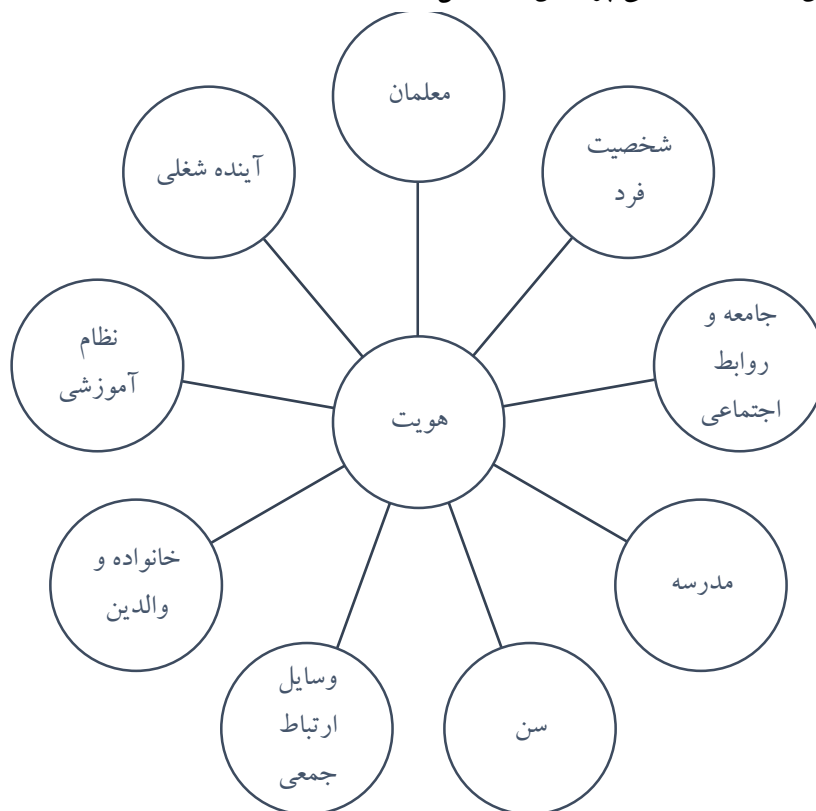 معلمان
شخصیت
فرد
جامعه و
روابط
اجتماعی
مدرسه
سن
وسایل
ارتباط
جمعی
خانواده و
والدین
نظام
آموزشی
آینده شغلی
هویت